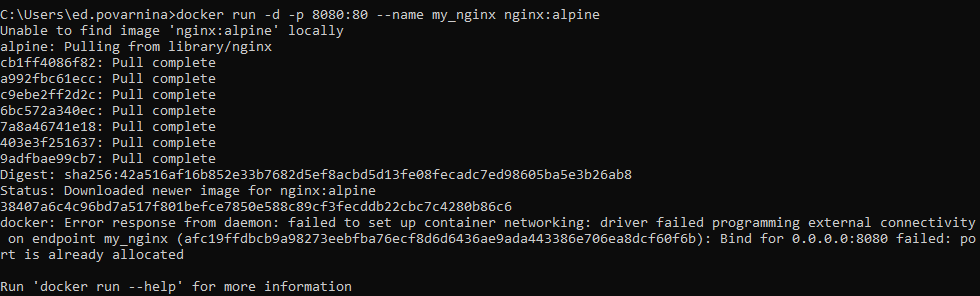 C:\Users\ed.povarnina>docker run -d -p 8080:80 --name my_nginx nginx:alpine
Unable to find image 'nginx:alpine' locally
alpine: Pulling from library/nginx
cb1ff4086f82: Pull complete
a992fbc61ecc: Pull complete
c9ebe2ff2d2c: Pull complete
6bc572a340ec: Pull complete
7a8a46741e18: Pull complete
403e3f251637: Pull complete
9adfbae99cb7: Pull complete
Digest: sha256:42a516af16b852e33b7682d5ef8acbd5d13fe08fecadc7ed98605ba5e3b26ab8
Status: Downloaded newer image for nginx:alpine
38407a6c4c96bd7a517f801befce7850e588c89cf3fecddb22cbc7c4280b86c6
docker: Error response from daemon: failed to set up container networking: driver failed programming external connectivity
on endpoint my_nginx (afc19ffdbcb9a98273eebfba76ecf8d6d6436ae9ada443386e706ea8dcf60f6b): Bind for 0.0.0.0:8080 failed: po
rt is already allocated
Run 'docker run --help' for more information